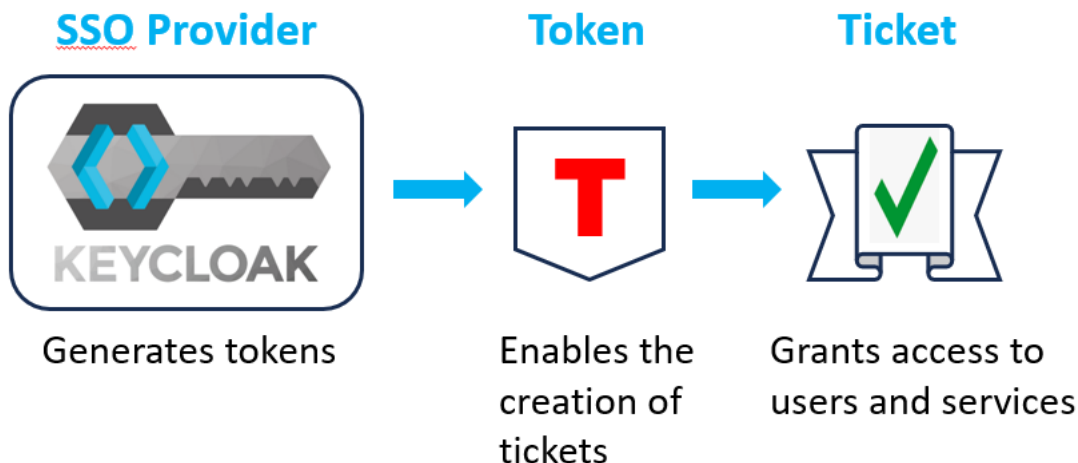 SSO Provider
Token
Ticket
KEYCLOAK
T
Generates tokens
Enables the
creation of
tickets
Grants access to
users and services